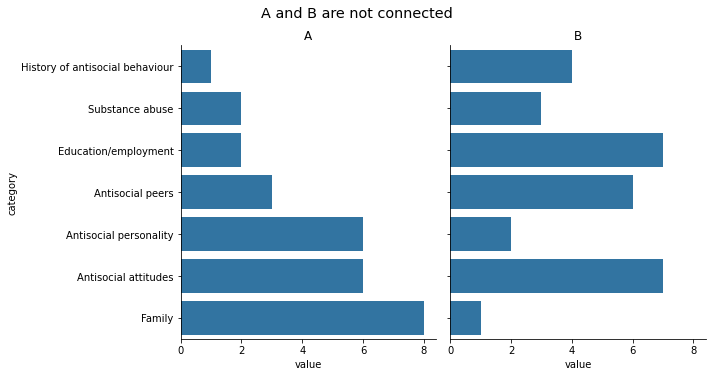 A and B are not connected
A
B
category
History of antisocial behaviour
Substance abuse
Education/employment
Antisocial peers
Antisocial personality
Antisocial attitudes
Family
0 2 4 6 8
0 2 4 6 8
value
value